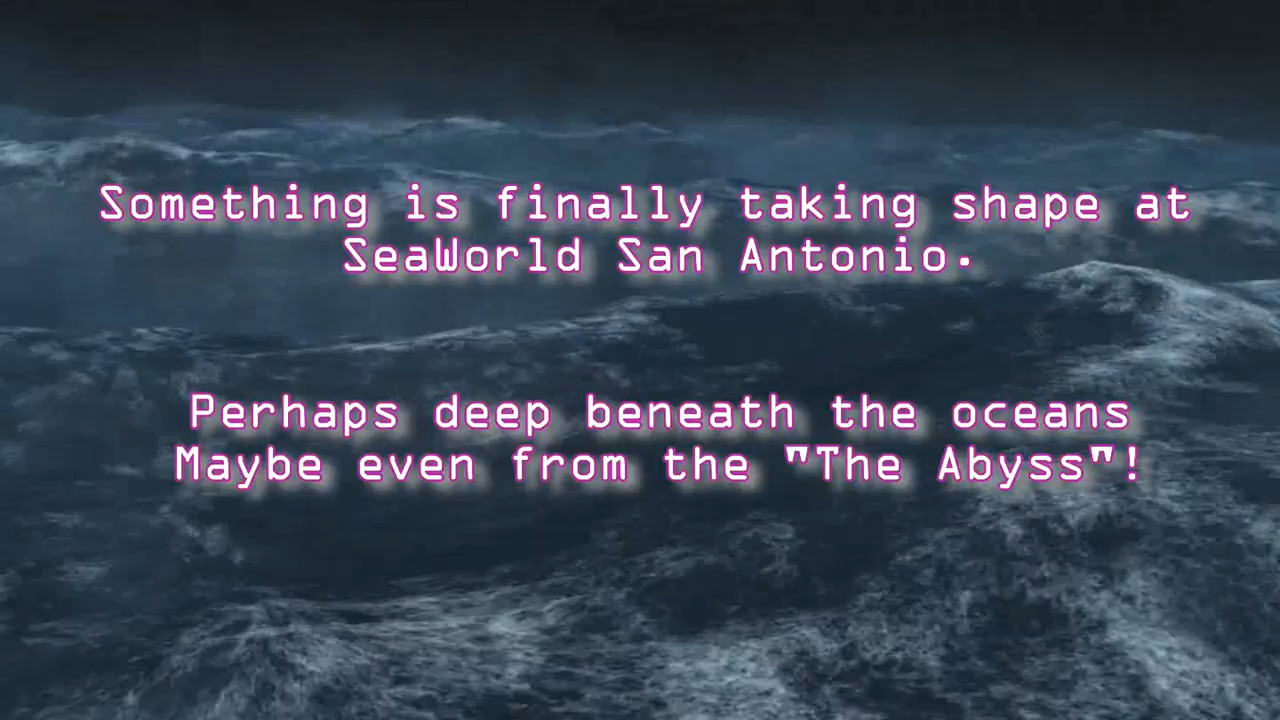 Something is finally taking shape at
SeaWorld San Antonio.
Perhaps deep beneath the oceans
Maybe even from the "The Abyss"!